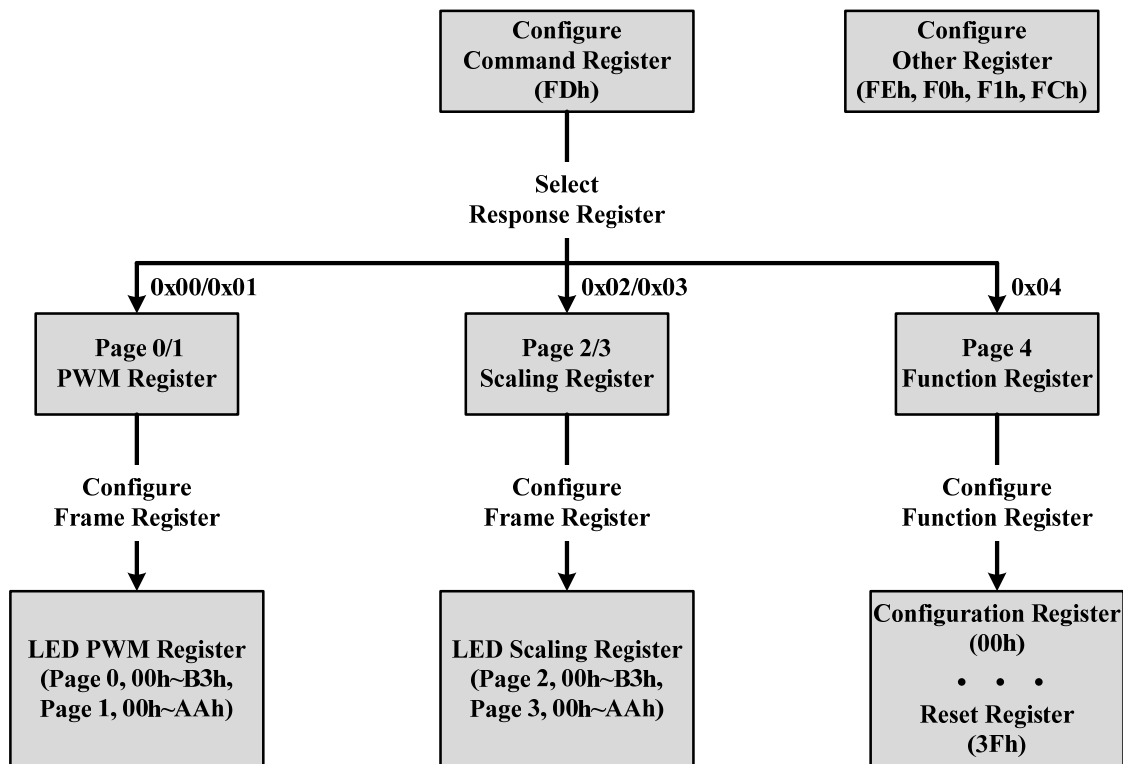 Configure
Command Register
(FDh)
Configure
Other Register
(FEh, F0h, F1h, FCh)
Select
Response Register
0x00/0x01
0x02/0x03
0x04
Page 0/1
PWM Register
Page 2/3
Scaling Register
Page 4
Function Register
Configure
Frame Register
Configure
Frame Register
Configure
Function Register
LED PWM Register
(Page 0, 00h~B3h,
Page 1, 00h~AAh)
LED Scaling Register
(Page 2, 00h~B3h,
Page 3, 00h~AAh)
Configuration Register
(00h)
• • •
Reset Register
(3Fh)